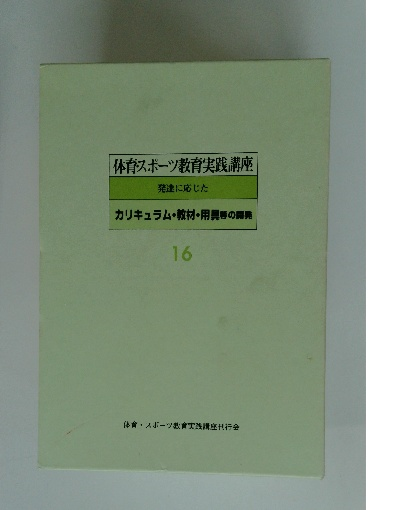 体育スポーツ教育実践講座
発達に応じた
カリキュラム・教材・用具等の開発
16
体育・スポーツ教育実践講座刊行会